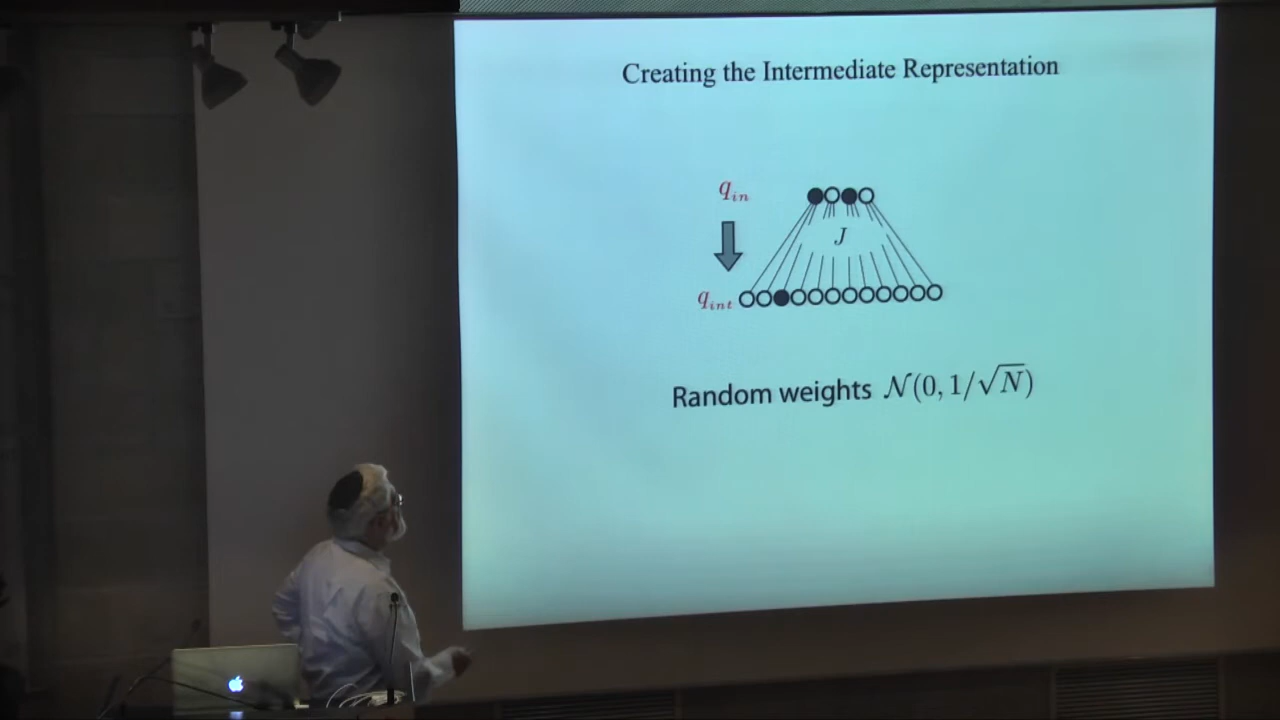 Creating the Intermediate Representation
q_in
J
q_int
Random weights 𝒩(0, 1/√N)